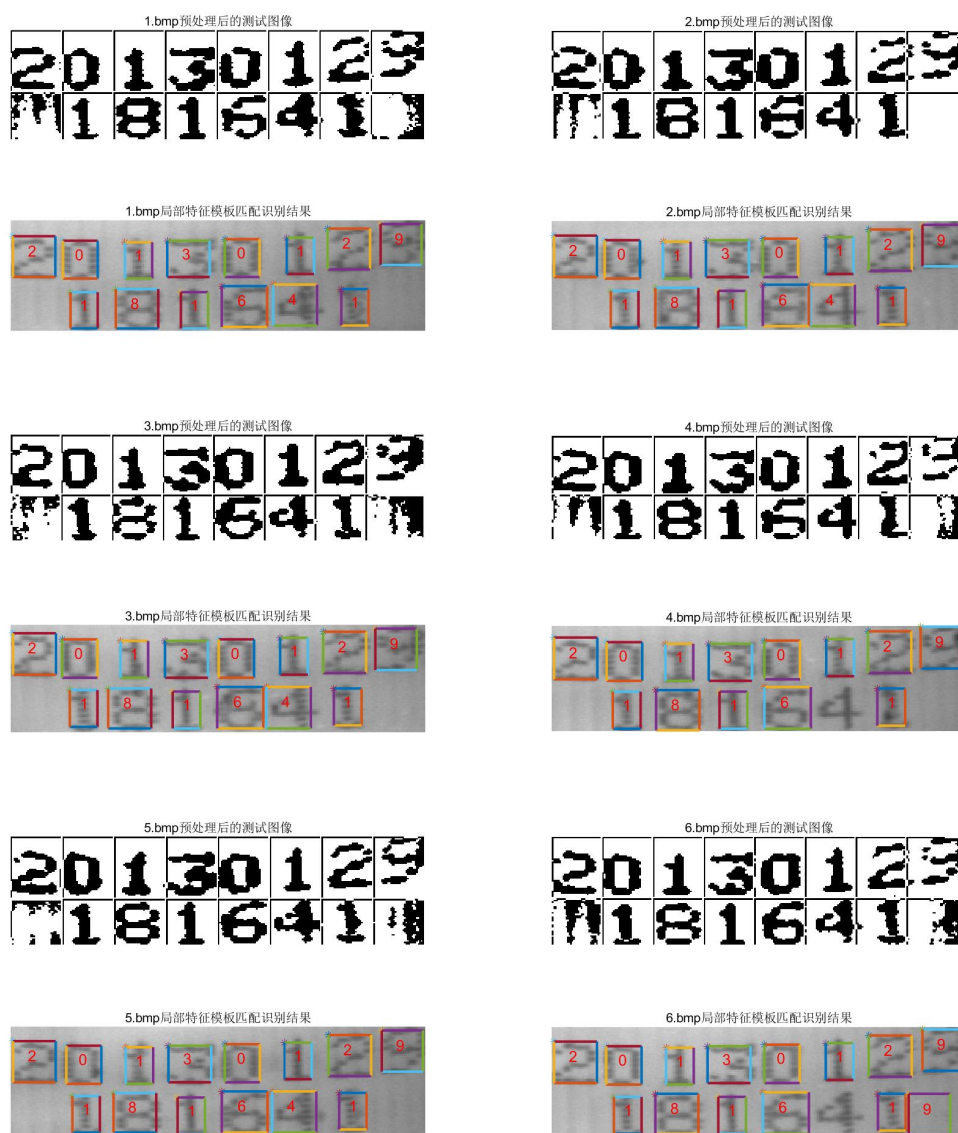 1.bmp预处理后的测试图像
20130129
181641
2.bmp预处理后的测试图像
20130129
181641
1.bmp局部特征模板匹配识别结果
2 0 1 3 0 1 2 9
1 8 1 6 4 1
2.bmp局部特征模板匹配识别结果
2 0 1 3 0 1 2 9
1 8 1 6 4 1
3.bmp预处理后的测试图像
20130129
181641
4.bmp预处理后的测试图像
20130129
181641
3.bmp局部特征模板匹配识别结果
2 0 1 3 0 1 2 9
1 8 1 6 4 1
4.bmp局部特征模板匹配识别结果
2 0 1 3 0 1 2 9
1 8 1 6 4 1
5.bmp预处理后的测试图像
20130129
181641
6.bmp预处理后的测试图像
20130129
181641
5.bmp局部特征模板匹配识别结果
2 0 1 3 0 1 2 9
1 8 1 6 4 1
6.bmp局部特征模板匹配识别结果
2 0 1 3 0 1 2 9
1 8 1 6 4 1 9